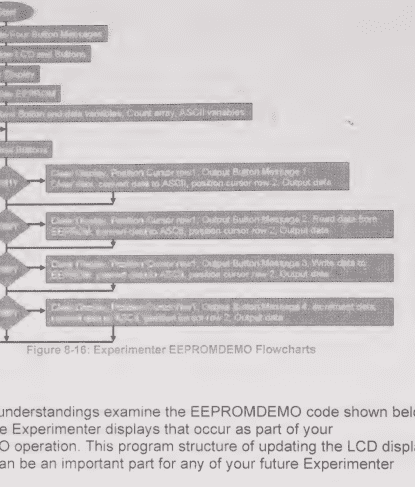 Start
Four Button Messages
LCD and Buttons
Display
EEPROM
Button and data variables, Count array, ASCII variables
Buttons
Clear Display, Position Cursor row1, Output Button Message 1
Clear data, convert data to ASCII, position cursor row 2, Output data
Clear Display, Position Cursor row1, Output Button Message 2, Read data from
EEPROM, convert data to ASCII, position cursor row 2, Output data
Clear Display, Position Cursor row1, Output Button Message 3, Write data to
EEPROM, convert data to ASCII, position cursor row 2, Output data
Clear Display, Position Cursor row1, Output Button Message 4, Increment data,
convert data to ASCII, position cursor row 2, Output data
Figure 8-16: Experimenter EEPROMDEMO Flowcharts
understandings examine the EEPROMDEMO code shown
e Experimenter displays that occur as part of your
O operation. This program structure of updating the LCD
an be an important part for any of your future Experimenter